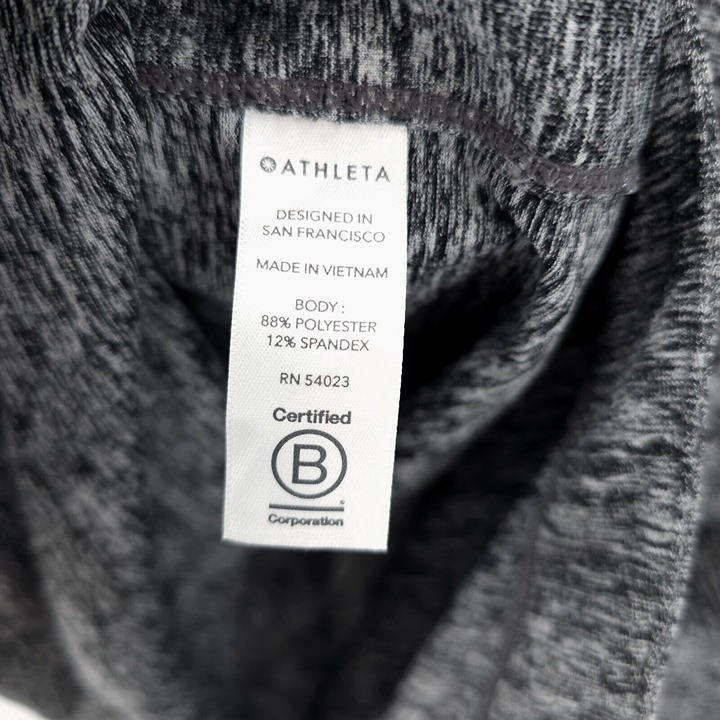 ATHLETA
DESIGNED IN
SAN FRANCISCO
MADE IN VIETNAM
BODY :
88% POLYESTER
12% SPANDEX
RN 54023
Certified
B
Corporation